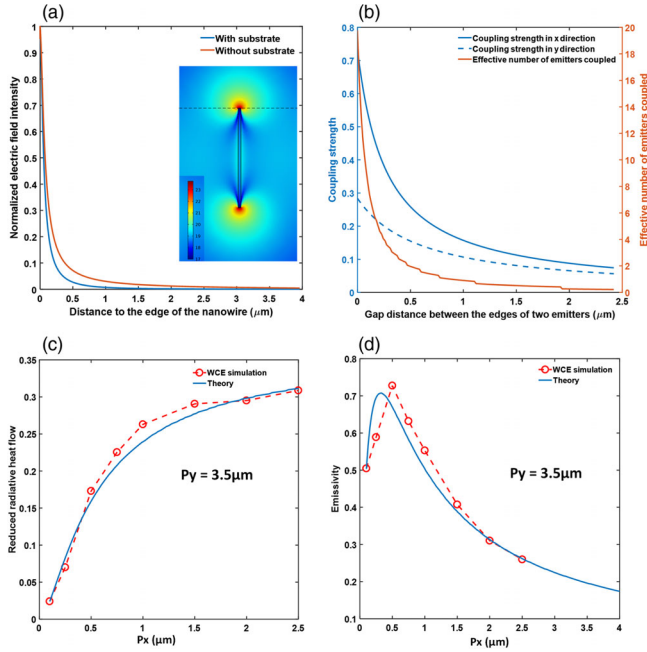 (a)
With substrate
Without substrate
Normalized electric field intensity
1
0.9
0.8
0.7
0.6
0.5
0.4
0.3
0.2
0.1
0
0 0.5 1 1.5 2 2.5 3 3.5 4
Distance to the edge of the nanowire (μm)
(b)
Coupling strength in x direction
Coupling strength in y direction
Effective number of emitters coupled
Coupling strength
0.8
0.7
0.6
0.5
0.4
0.3
0.2
0.1
0
0 0.5 1 1.5 2 2.5
Gap distance between the edges of two emitters (μm)
Effective number of emitters coupled
20
18
16
14
12
10
8
6
4
2
0
(c)
WCE simulation
Theory
Reduced radiative heat flow
0.35
0.3
0.25
0.2
0.15
0.1
0.05
0
0 0.5 1 1.5 2 2.5
Px (μm)
Py = 3.5μm
(d)
WCE simulation
Theory
Emissivity
0.8
0.7
0.6
0.5
0.4
0.3
0.2
0.1
0 0.5 1 1.5 2 2.5 3 3.5 4
Px (μm)
Py = 3.5μm